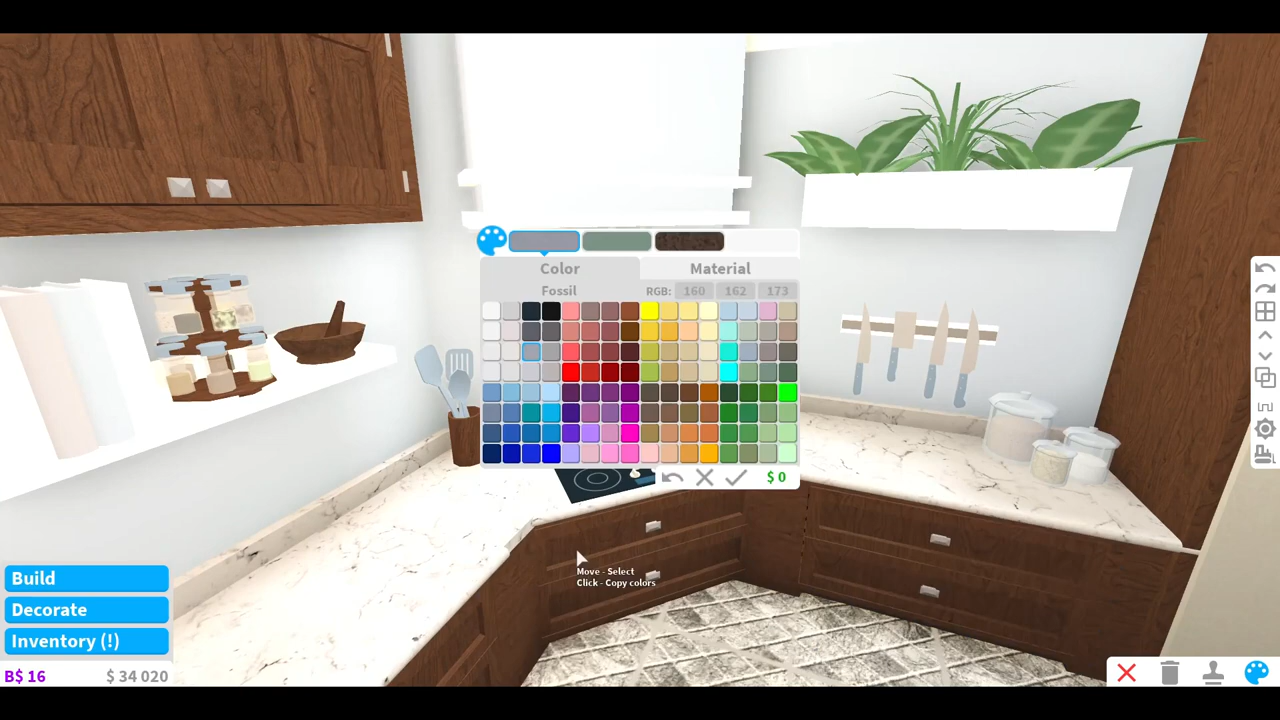 Color
Material
Fossil
RGB: 160 162 173
$ 0
Move - Select
Click - Copy colors
Build
Decorate
Inventory (!)
B$ 16
$ 34 020